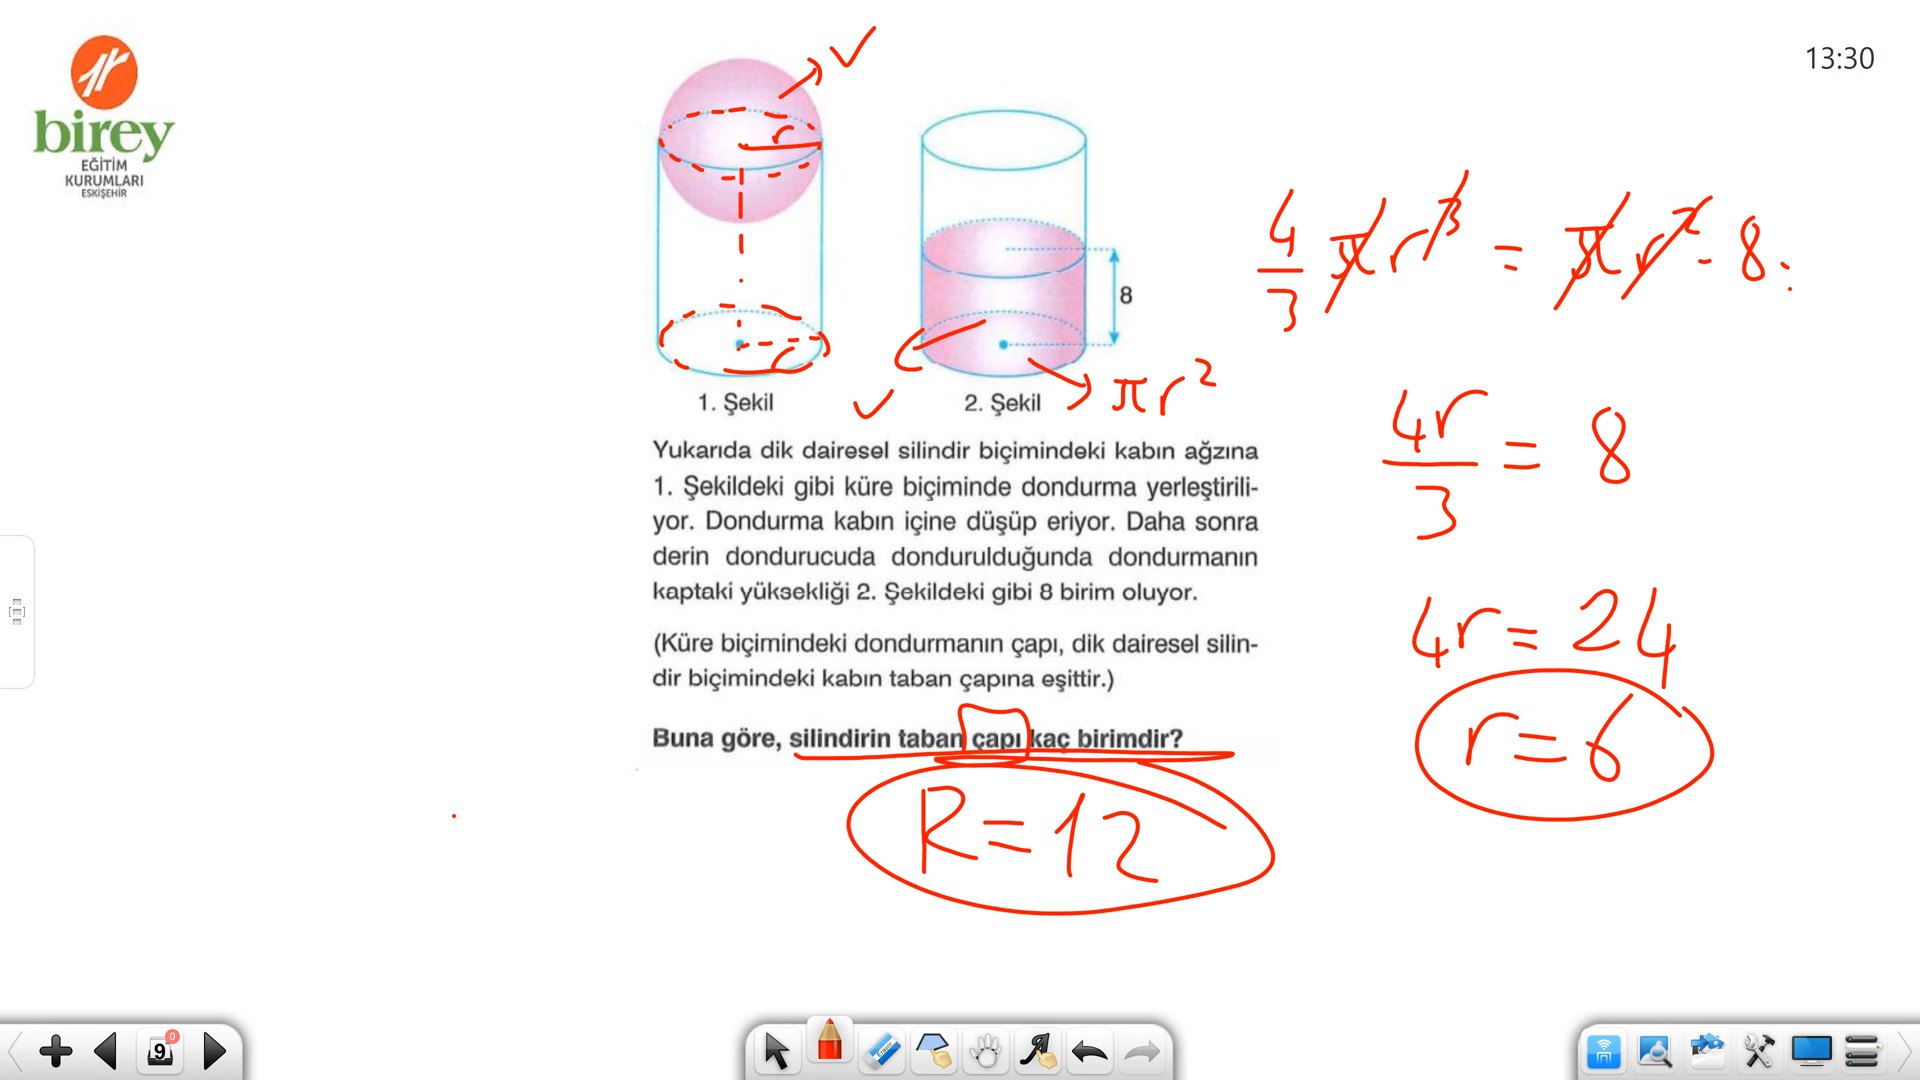 birey
EĞİTİM
KURUMLARI
ESKİŞEHİR
13:30
r
r
8
πr²
1. Şekil
2. Şekil
Yukarıda dik dairesel silindir biçimindeki kabın ağzına
1. Şekildeki gibi küre biçiminde dondurma yerleştirili-
yor. Dondurma kabın içine düşüp eriyor. Daha sonra
derin dondurucuda dondurulduğunda dondurmanın
kaptaki yüksekliği 2. Şekildeki gibi 8 birim oluyor.
(Küre biçimindeki dondurmanın çapı, dik dairesel silin-
dir biçimindeki kabın taban çapına eşittir.)
Buna göre, silindirin taban çapı kaç birimdir?
R=12
4/3 πr³ = πr² · 8
4r/3 = 8
4r = 24
r = 6
9
0